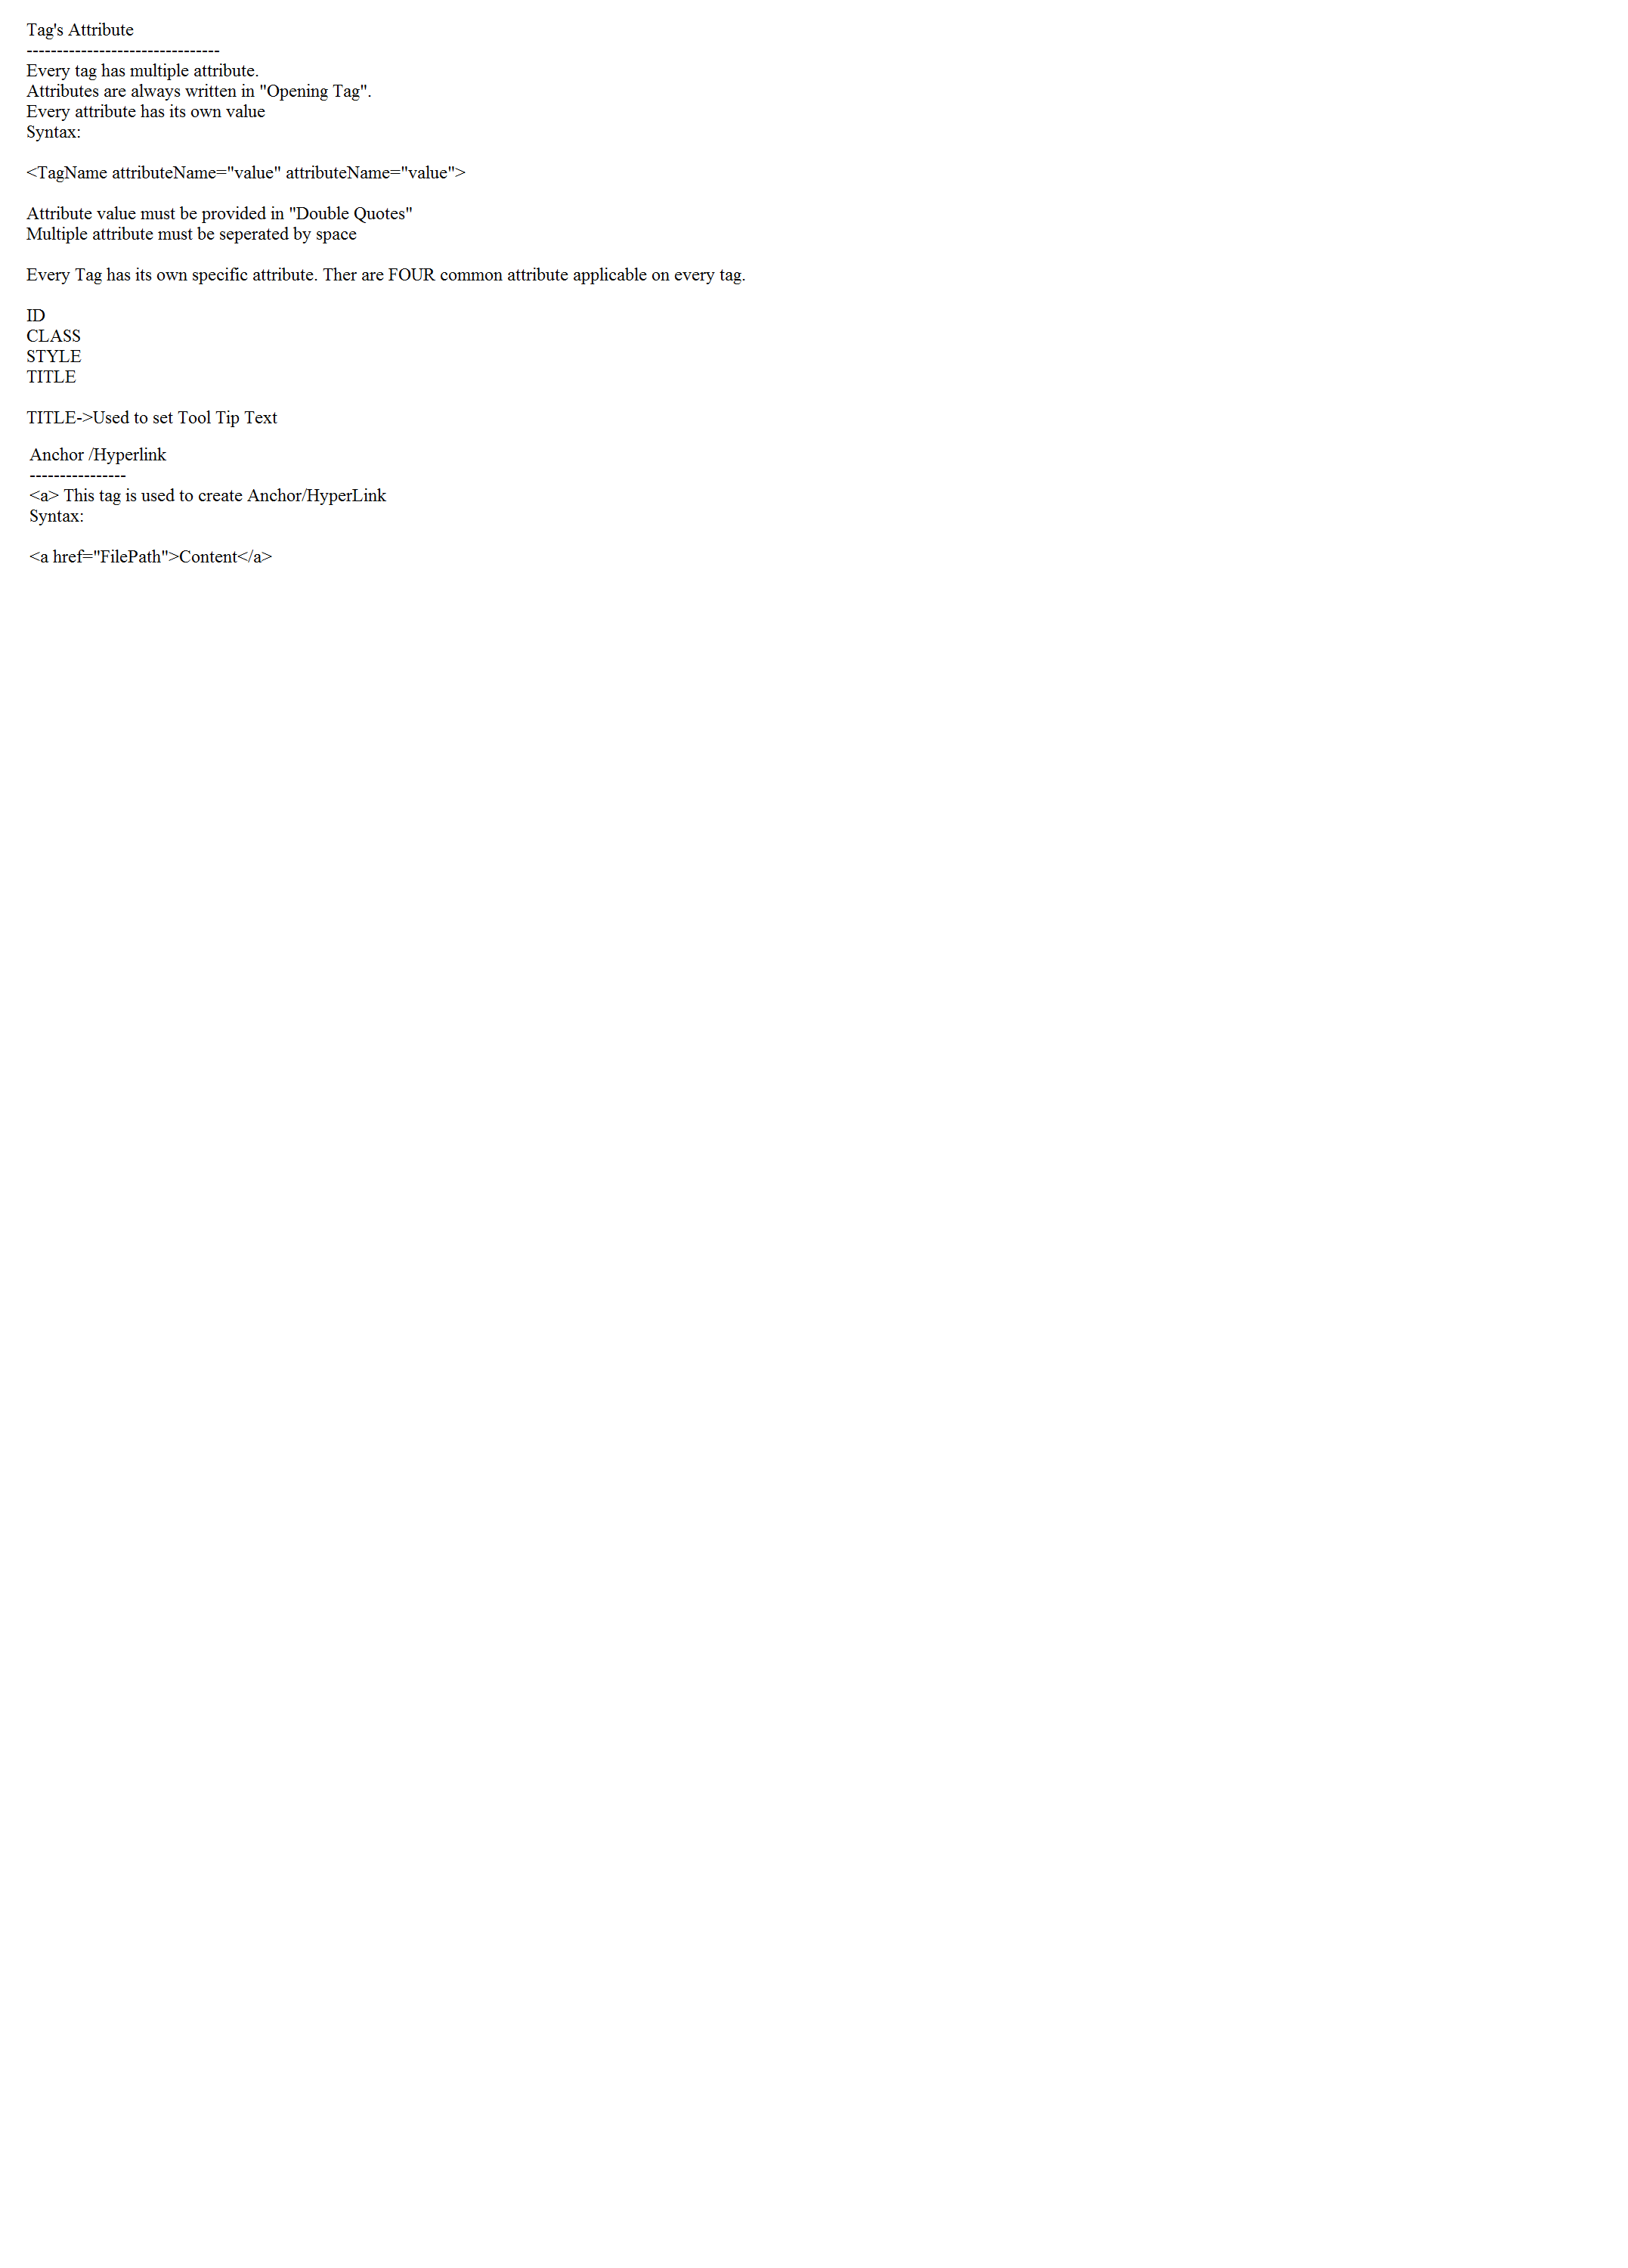 Tag's Attribute
--------------------------------
Every tag has multiple attribute.
Attributes are always written in "Opening Tag".
Every attribute has its own value
Syntax:
<TagName attributeName="value" attributeName="value">
Attribute value must be provided in "Double Quotes"
Multiple attribute must be seperated by space
Every Tag has its own specific attribute. Ther are FOUR common attribute applicable on every tag.
ID
CLASS
STYLE
TITLE
TITLE->Used to set Tool Tip Text
Anchor /Hyperlink
----------------
<a> This tag is used to create Anchor/HyperLink
Syntax:
<a href="FilePath">Content</a>